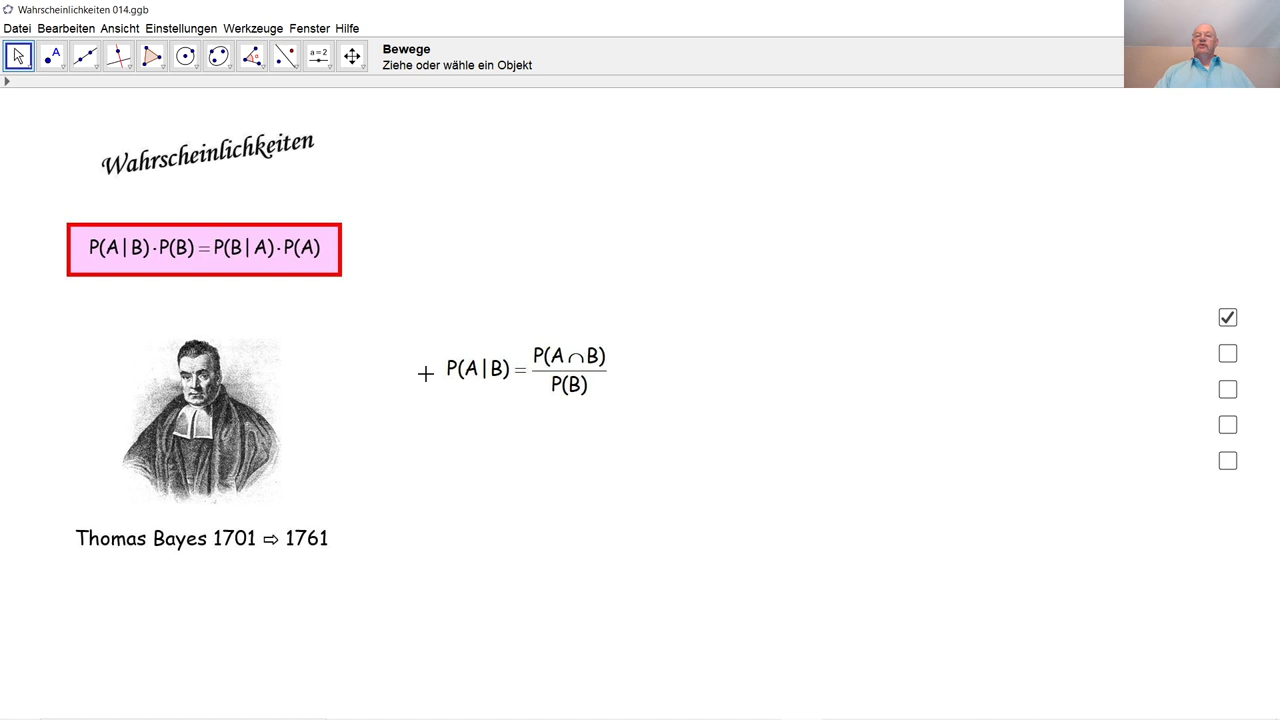 Wahrscheinlichkeiten 014.ggb
Datei Bearbeiten Ansicht Einstellungen Werkzeuge Fenster Hilfe
A
a=2
Bewege
Ziehe oder wähle ein Objekt
Wahrscheinlichkeiten
P(A|B)·P(B)=P(B|A)·P(A)
P(A|B) = P(A∩B) / P(B)
Thomas Bayes 1701 ⇨ 1761